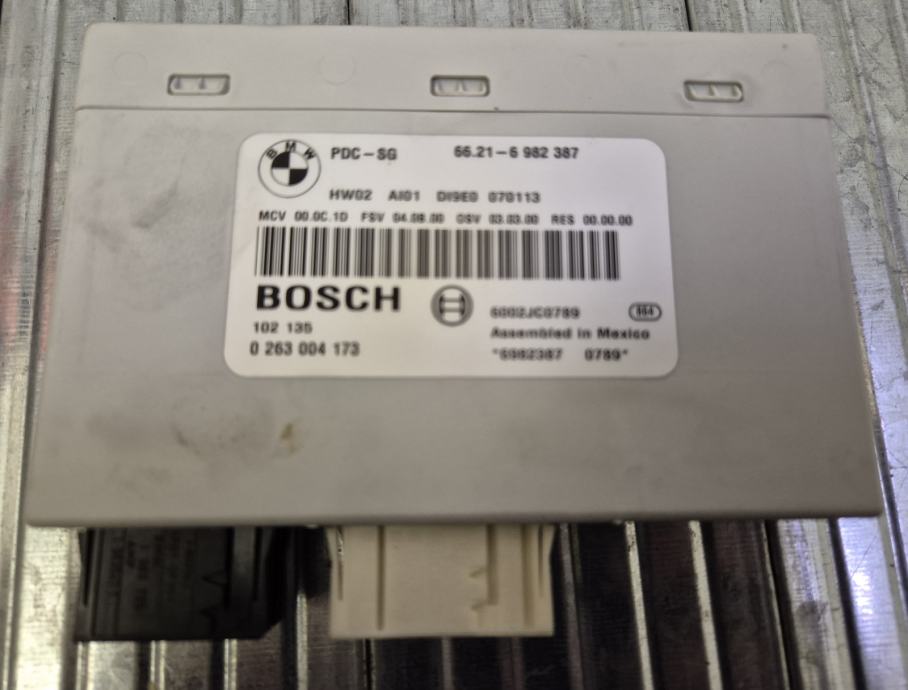 BMW
PDC-SG 66.21-6 982 387
HW02 AI01 DI9E0 070113
MCV 00.0C.1D FSV 04.08.00 OSV 03.03.00 RES 00.00.00
BOSCH
6002JC0789
102 135
Assembled in Mexico
0 263 004 173
*6982387 0789*